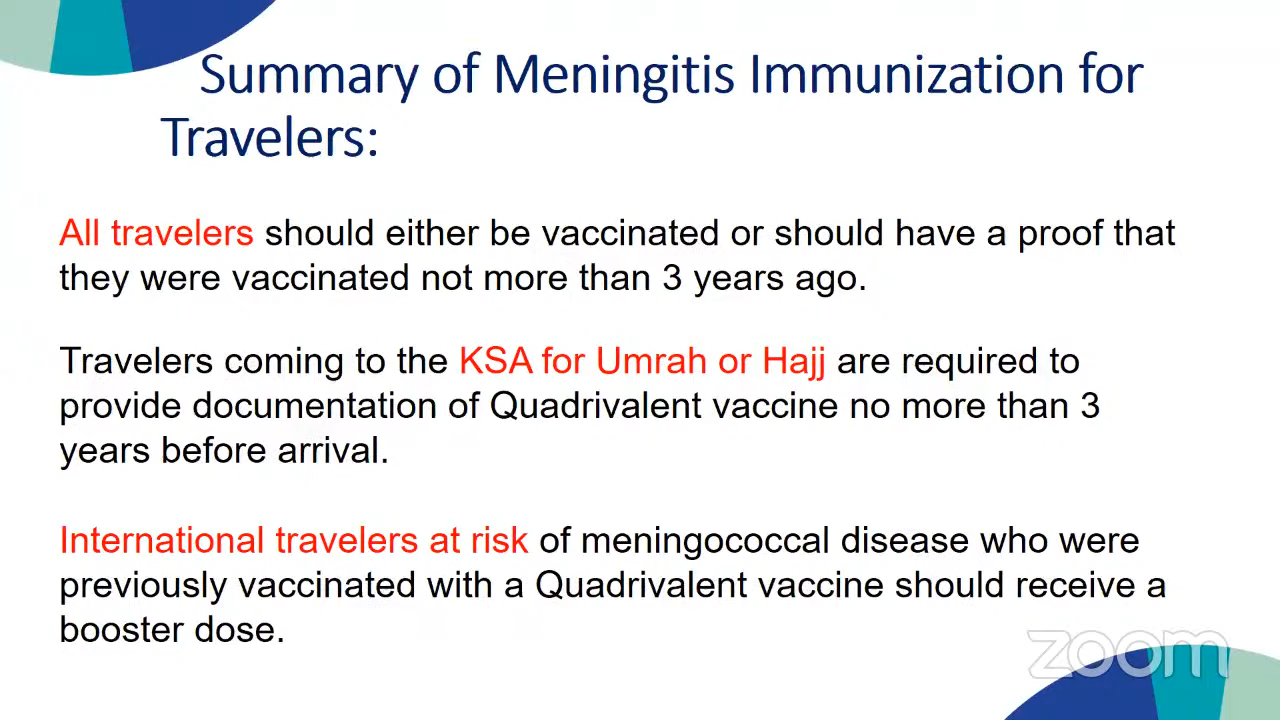 Summary of Meningitis Immunization for
Travelers:
All travelers should either be vaccinated or should have a proof that
they were vaccinated not more than 3 years ago.
Travelers coming to the KSA for Umrah or Hajj are required to
provide documentation of Quadrivalent vaccine no more than 3
years before arrival.
International travelers at risk of meningococcal disease who were
previously vaccinated with a Quadrivalent vaccine should receive a
booster dose.
zoom